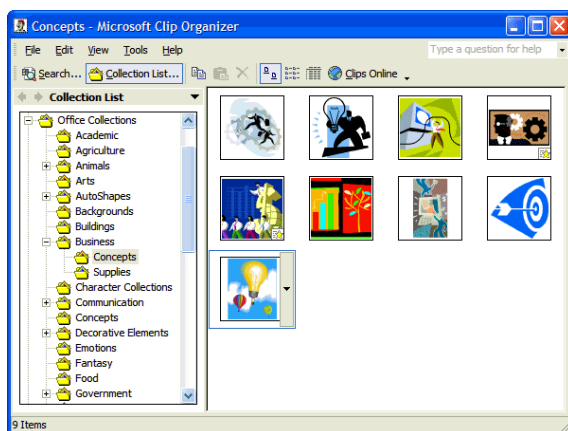 Concepts - Microsoft Clip Organizer
File Edit View Tools Help Type a question for help
Search... Collection List... Clips Online
Collection List
Office Collections
Academic
Agriculture
Animals
Arts
AutoShapes
Backgrounds
Buildings
Business
Concepts
Supplies
Character Collections
Communication
Concepts
Decorative Elements
Emotions
Fantasy
Food
Government
9 Items